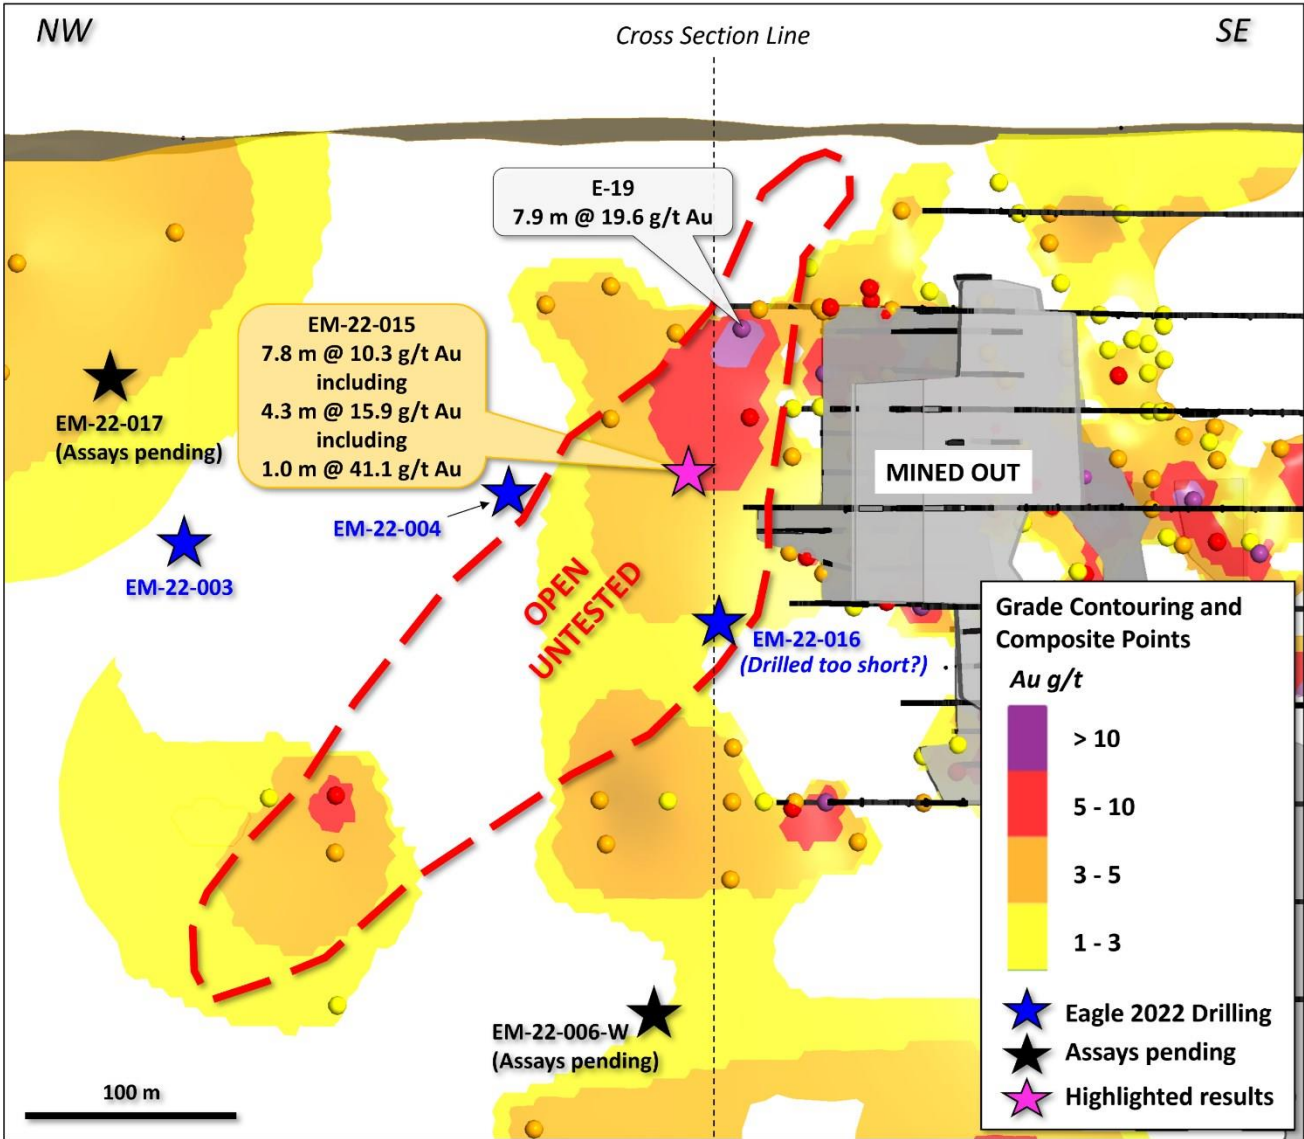 NW
Cross Section Line
SE
E-19
7.9 m @ 19.6 g/t Au
EM-22-015
7.8 m @ 10.3 g/t Au
including
4.3 m @ 15.9 g/t Au
including
1.0 m @ 41.1 g/t Au
EM-22-017
(Assays pending)
MINED OUT
EM-22-004
EM-22-003
OPEN
UNTESTED
EM-22-016
(Drilled too short?)
EM-22-006-W
(Assays pending)
100 m
Grade Contouring and
Composite Points
Au g/t
> 10
5 - 10
3 - 5
1 - 3
Eagle 2022 Drilling
Assays pending
Highlighted results